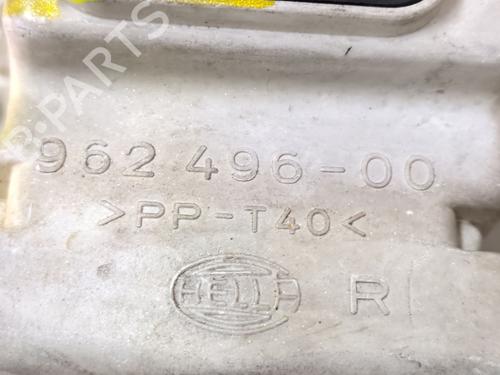 B-PARTS
962 496-00
>PP-T40<
HELLA R